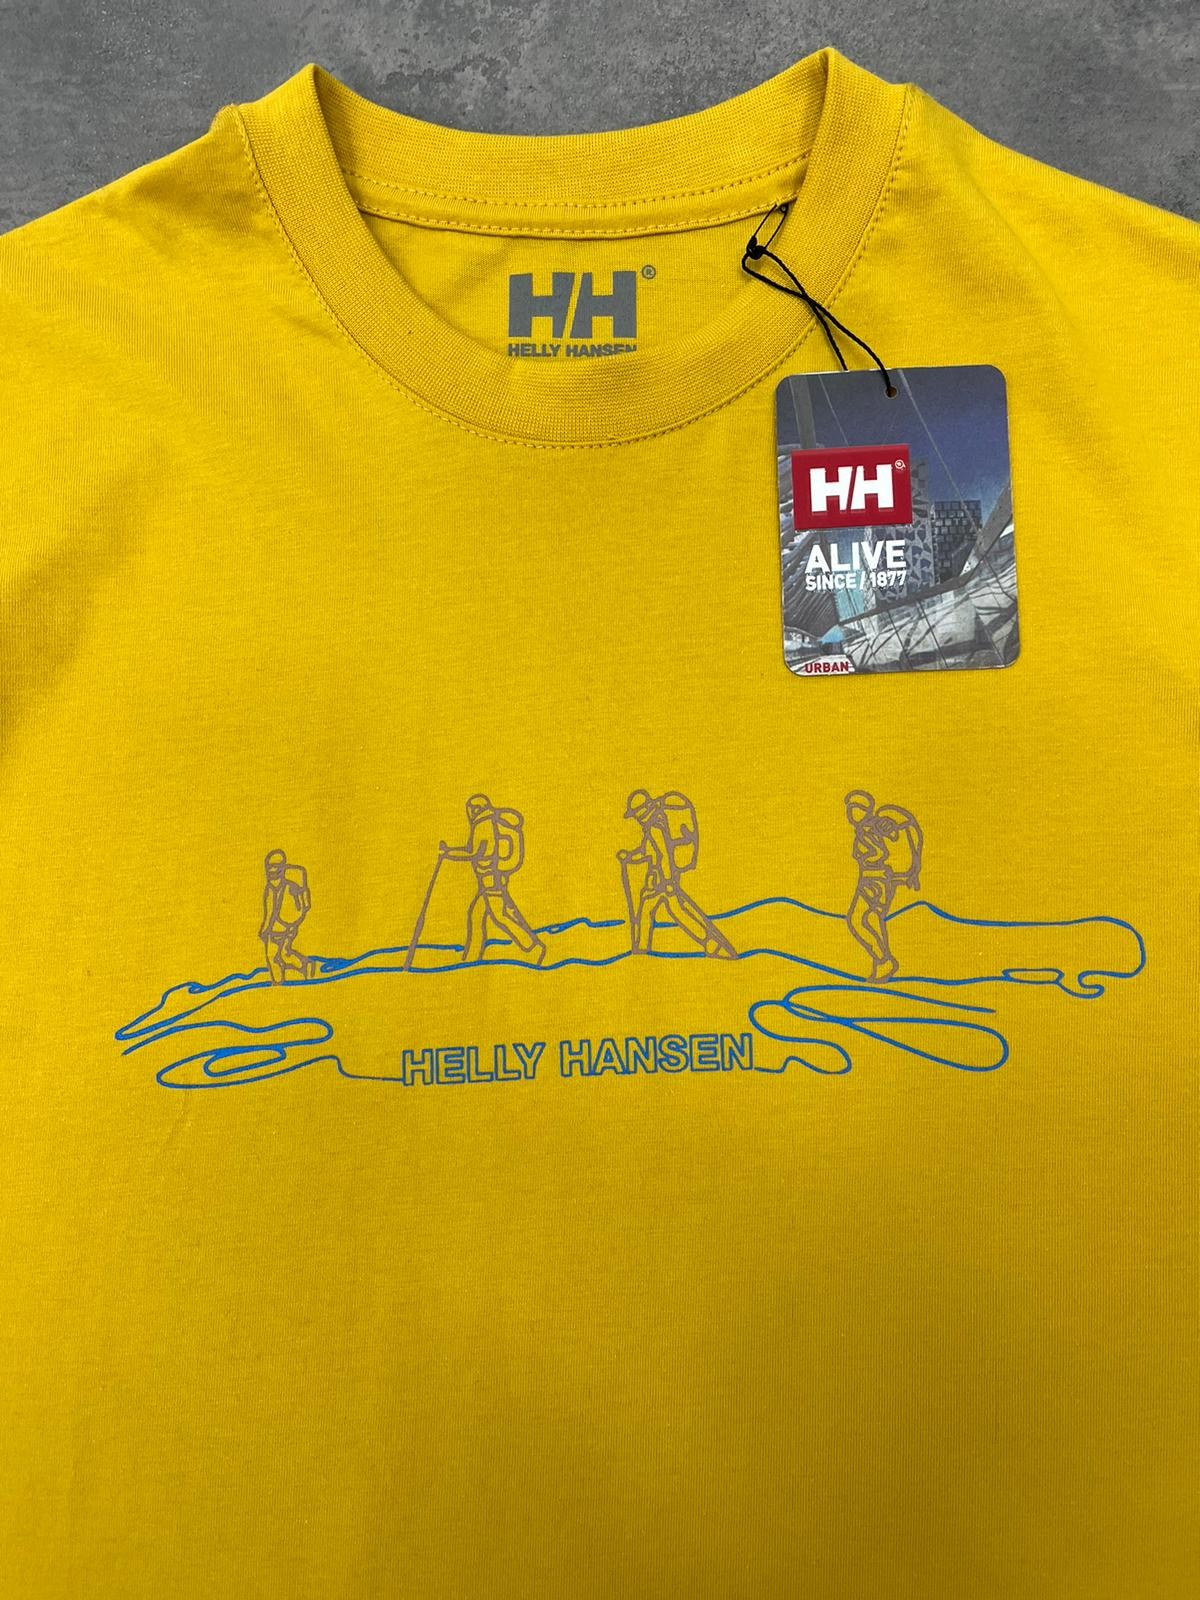 HH®
HELLY HANSEN
HH®
ALIVE
SINCE / 1877
URBAN
HELLY HANSEN